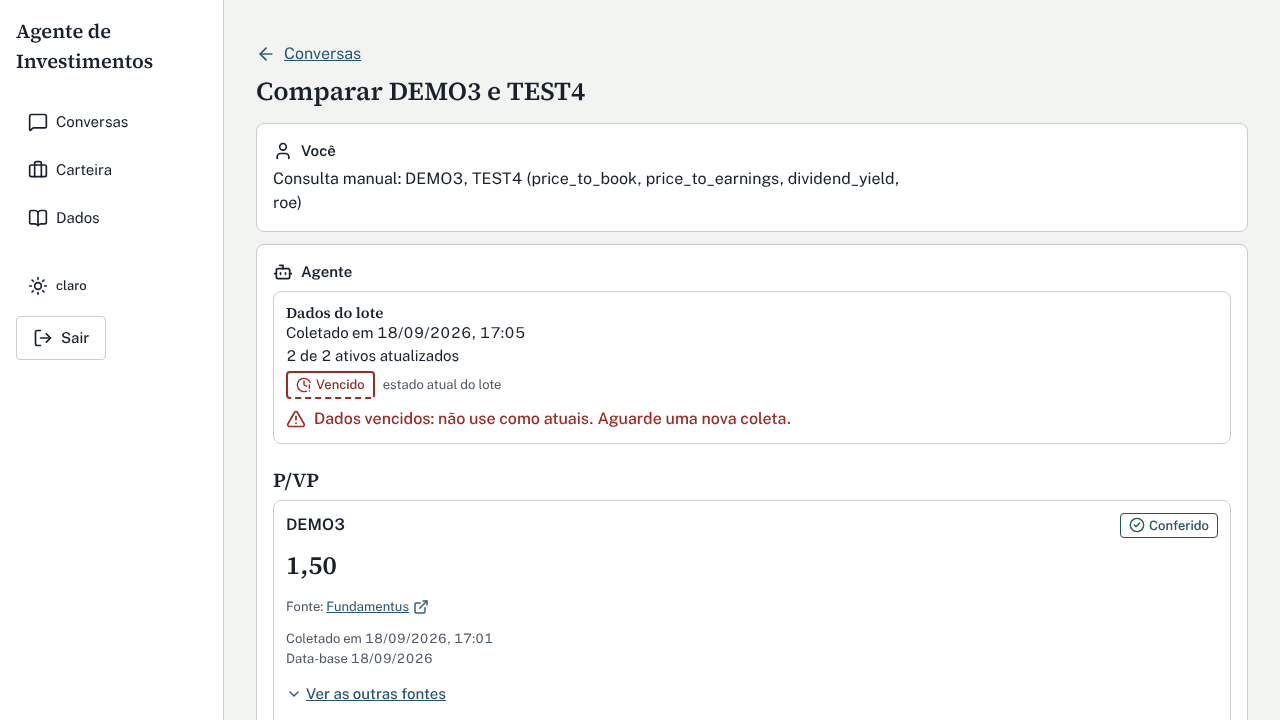 Agente de
Investimentos
Conversas
Carteira
Dados
claro
Sair
Conversas
Comparar DEMO3 e TEST4
Você
Consulta manual: DEMO3, TEST4 (price_to_book, price_to_earnings, dividend_yield,
roe)
Agente
Dados do lote
Coletado em 18/09/2026, 17:05
2 de 2 ativos atualizados
Vencido estado atual do lote
Dados vencidos: não use como atuais. Aguarde uma nova coleta.
P/VP
DEMO3
Conferido
1,50
Fonte: Fundamentus
Coletado em 18/09/2026, 17:01
Data-base 18/09/2026
Ver as outras fontes